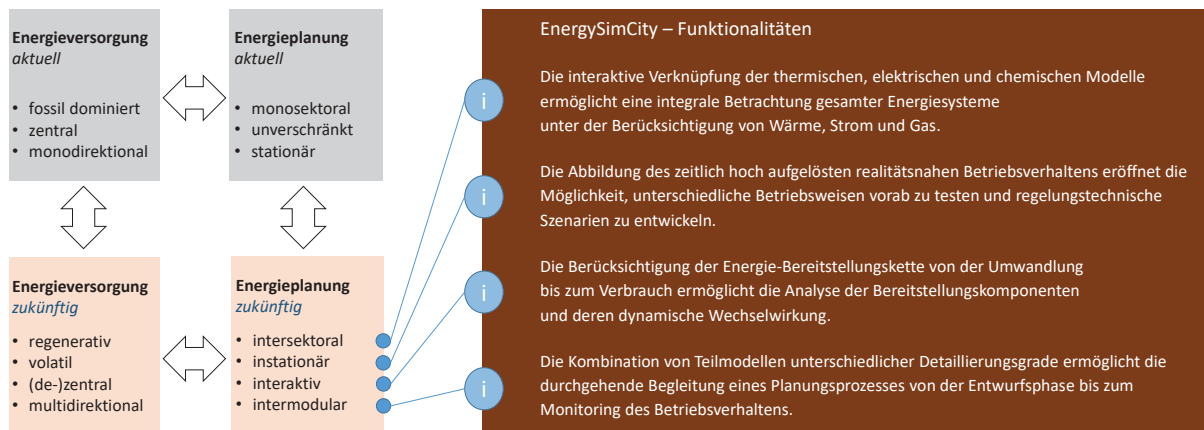 Energieversorgung
aktuell
• fossil dominiert
• zentral
• monodirektional
Energieplanung
aktuell
• monosektoral
• unverschränkt
• stationär
Energieversorgung
zukünftig
• regenerativ
• volatil
• (de-)zentral
• multidirektional
Energieplanung
zukünftig
• intersektoral
• instationär
• interaktiv
• intermodular
EnergySimCity – Funktionalitäten
i
Die interaktive Verknüpfung der thermischen, elektrischen und chemischen Modelle
ermöglicht eine integrale Betrachtung gesamter Energiesysteme
unter der Berücksichtigung von Wärme, Strom und Gas.
i
Die Abbildung des zeitlich hoch aufgelösten realitätsnahen Betriebsverhaltens eröffnet die
Möglichkeit, unterschiedliche Betriebsweisen vorab zu testen und regelungstechnische
Szenarien zu entwickeln.
i
Die Berücksichtigung der Energie-Bereitstellungskette von der Umwandlung
bis zum Verbrauch ermöglicht die Analyse der Bereitstellungskomponenten
und deren dynamische Wechselwirkung.
i
Die Kombination von Teilmodellen unterschiedlicher Detaillierungsgrade ermöglicht die
durchgehende Begleitung eines Planungsprozesses von der Entwurfsphase bis zum
Monitoring des Betriebsverhaltens.